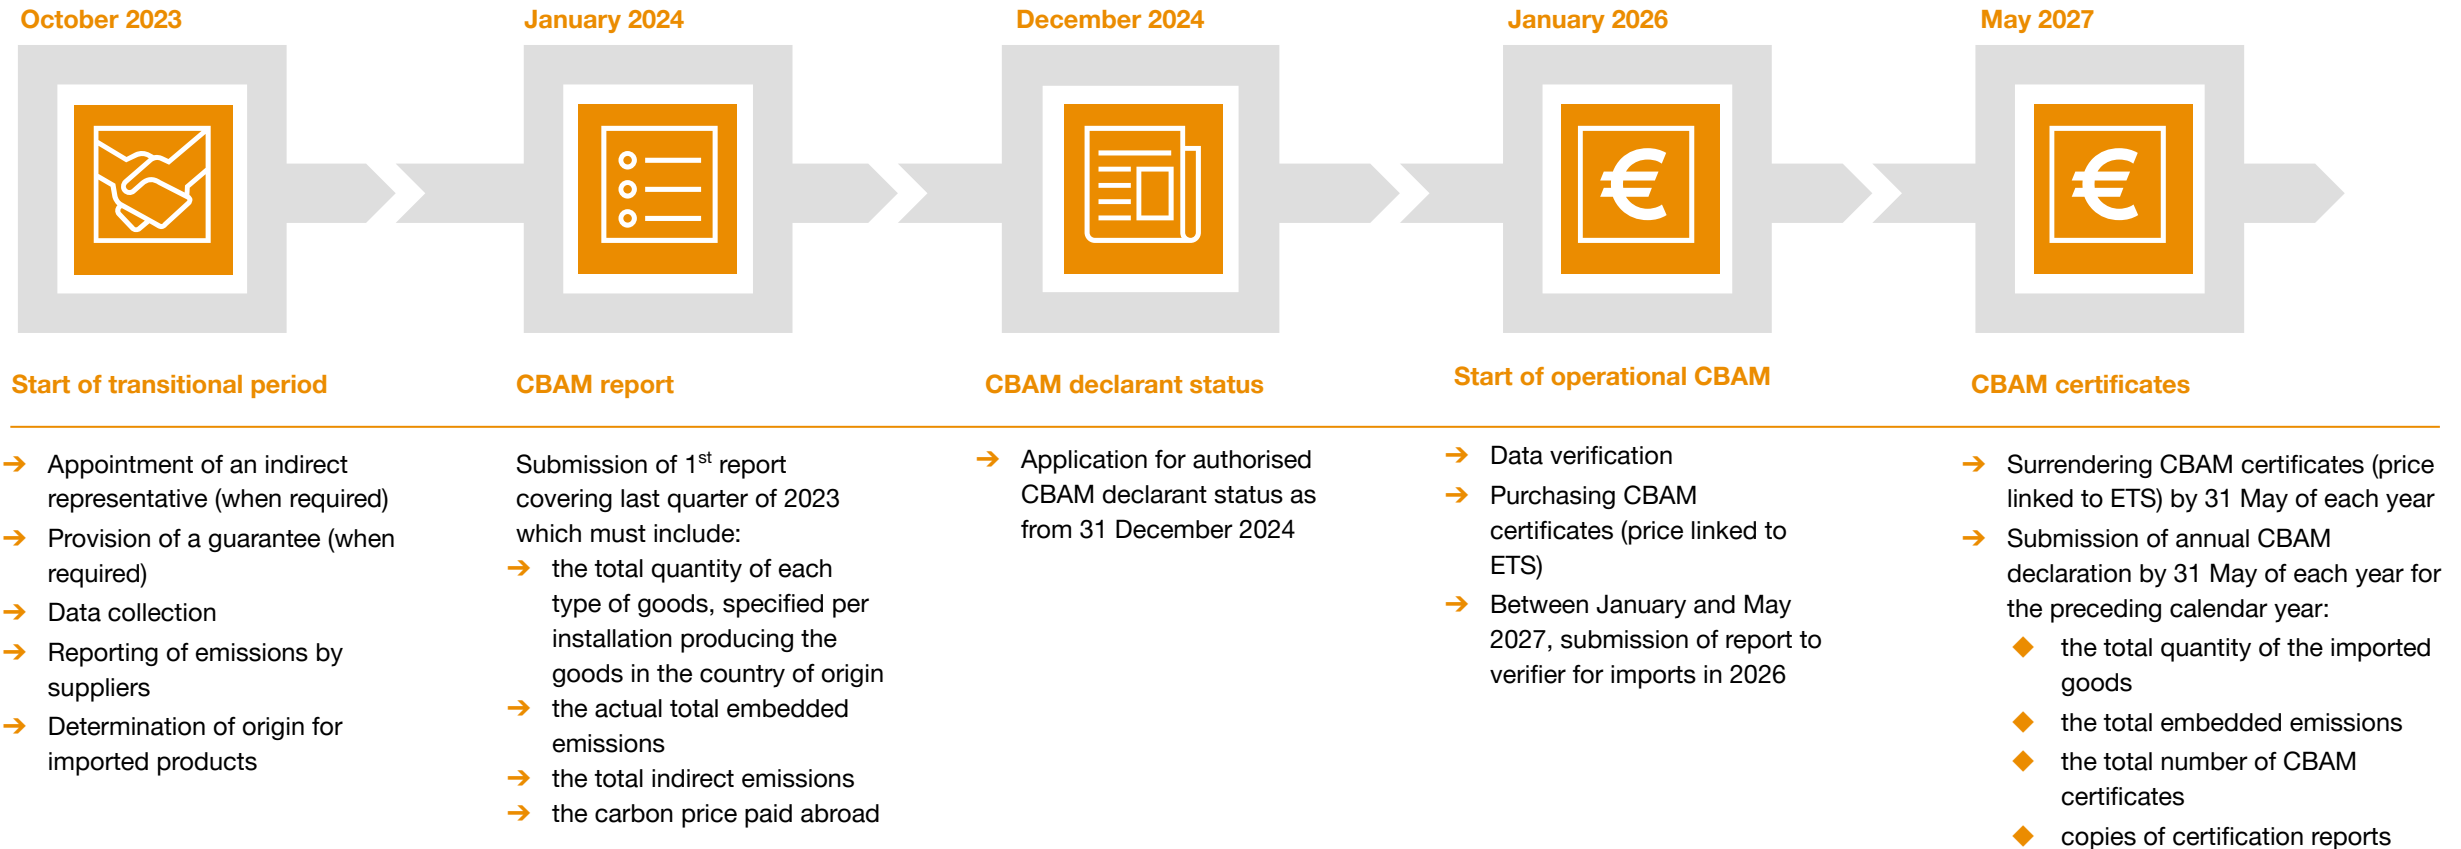 October 2023
January 2024
December 2024
January 2026
May 2027
€
€
Start of transitional period
CBAM report
CBAM declarant status
Start of operational CBAM
CBAM certificates
➔ Appointment of an indirect
representative (when required)
➔ Provision of a guarantee (when
required)
➔ Data collection
➔ Reporting of emissions by
suppliers
➔ Determination of origin for
imported products
Submission of 1st report
covering last quarter of 2023
which must include:
➔ the total quantity of each
type of goods, specified per
installation producing the
goods in the country of origin
➔ the actual total embedded
emissions
➔ the total indirect emissions
➔ the carbon price paid abroad
➔ Application for authorised
CBAM declarant status as
from 31 December 2024
➔ Data verification
➔ Purchasing CBAM
certificates (price linked to
ETS)
➔ Between January and May
2027, submission of report to
verifier for imports in 2026
➔ Surrendering CBAM certificates (price
linked to ETS) by 31 May of each year
➔ Submission of annual CBAM
declaration by 31 May of each year for
the preceding calendar year:
◆ the total quantity of the imported
goods
◆ the total embedded emissions
◆ the total number of CBAM
certificates
◆ copies of certification reports